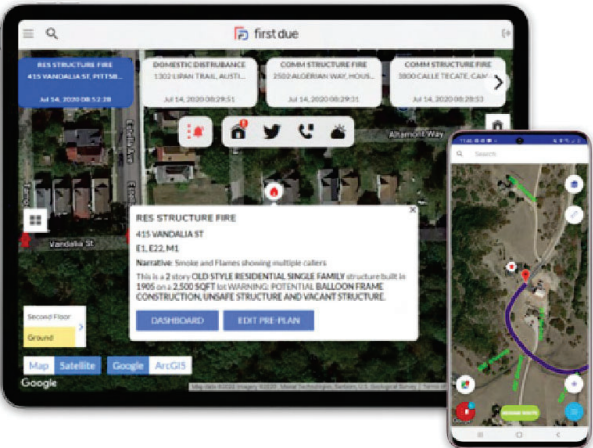 first due
RES STRUCTURE FIRE
415 VANDALIA ST, PITTSB...
Jul 14, 2020 08:52:28
DOMESTIC DISTRUBANCE
1302 LIPAN TRAIL, AUSTI...
Jul 14, 2020 08:29:51
COMM STRUCTURE FIRE
2502 ALGERIAN WAY, HOUS...
Jul 14, 2020 08:29:31
COMM STRUCTURE FIRE
3800 CALLE TECATE, CAM
Jul 14, 2020 08:28:53
Altamont Way
Estella Ave
Vandalia St
RES STRUCTURE FIRE
415 VANDALIA ST
E1, E22, M1
Narrative: Smoke and Flames showing multiple callers
This is a 2 story OLD STYLE RESIDENTIAL SINGLE FAMILY structure built in
1905 on a 2,500 SQFT lot WARNING: POTENTIAL BALLOON FRAME
CONSTRUCTION, UNSAFE STRUCTURE AND VACANT STRUCTURE.
DASHBOARD
EDIT PRE-PLAN
Second Floor
Ground
Map
Satellite
Google
ArcGIS
Google
Search